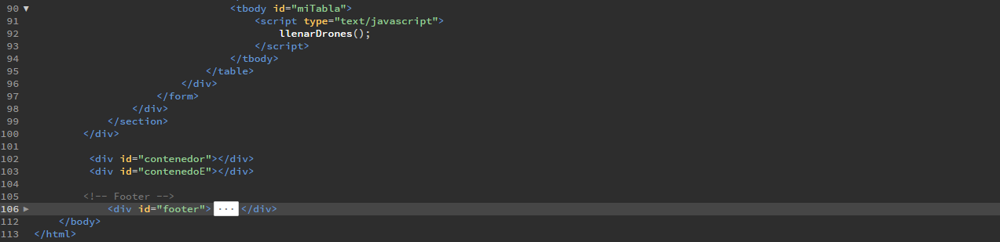 90 ▼ <tbody id="miTabla">
91 <script type="text/javascript">
92 llenarDrones();
93 </script>
94 </tbody>
95 </table>
96 </div>
97 </form>
98 </div>
99 </section>
100 </div>
101
102 <div id="contenedor"></div>
103 <div id="contenedoE"></div>
104
105 <!-- Footer -->
106 ▶ <div id="footer"> ... </div>
112 </body>
113 </html>